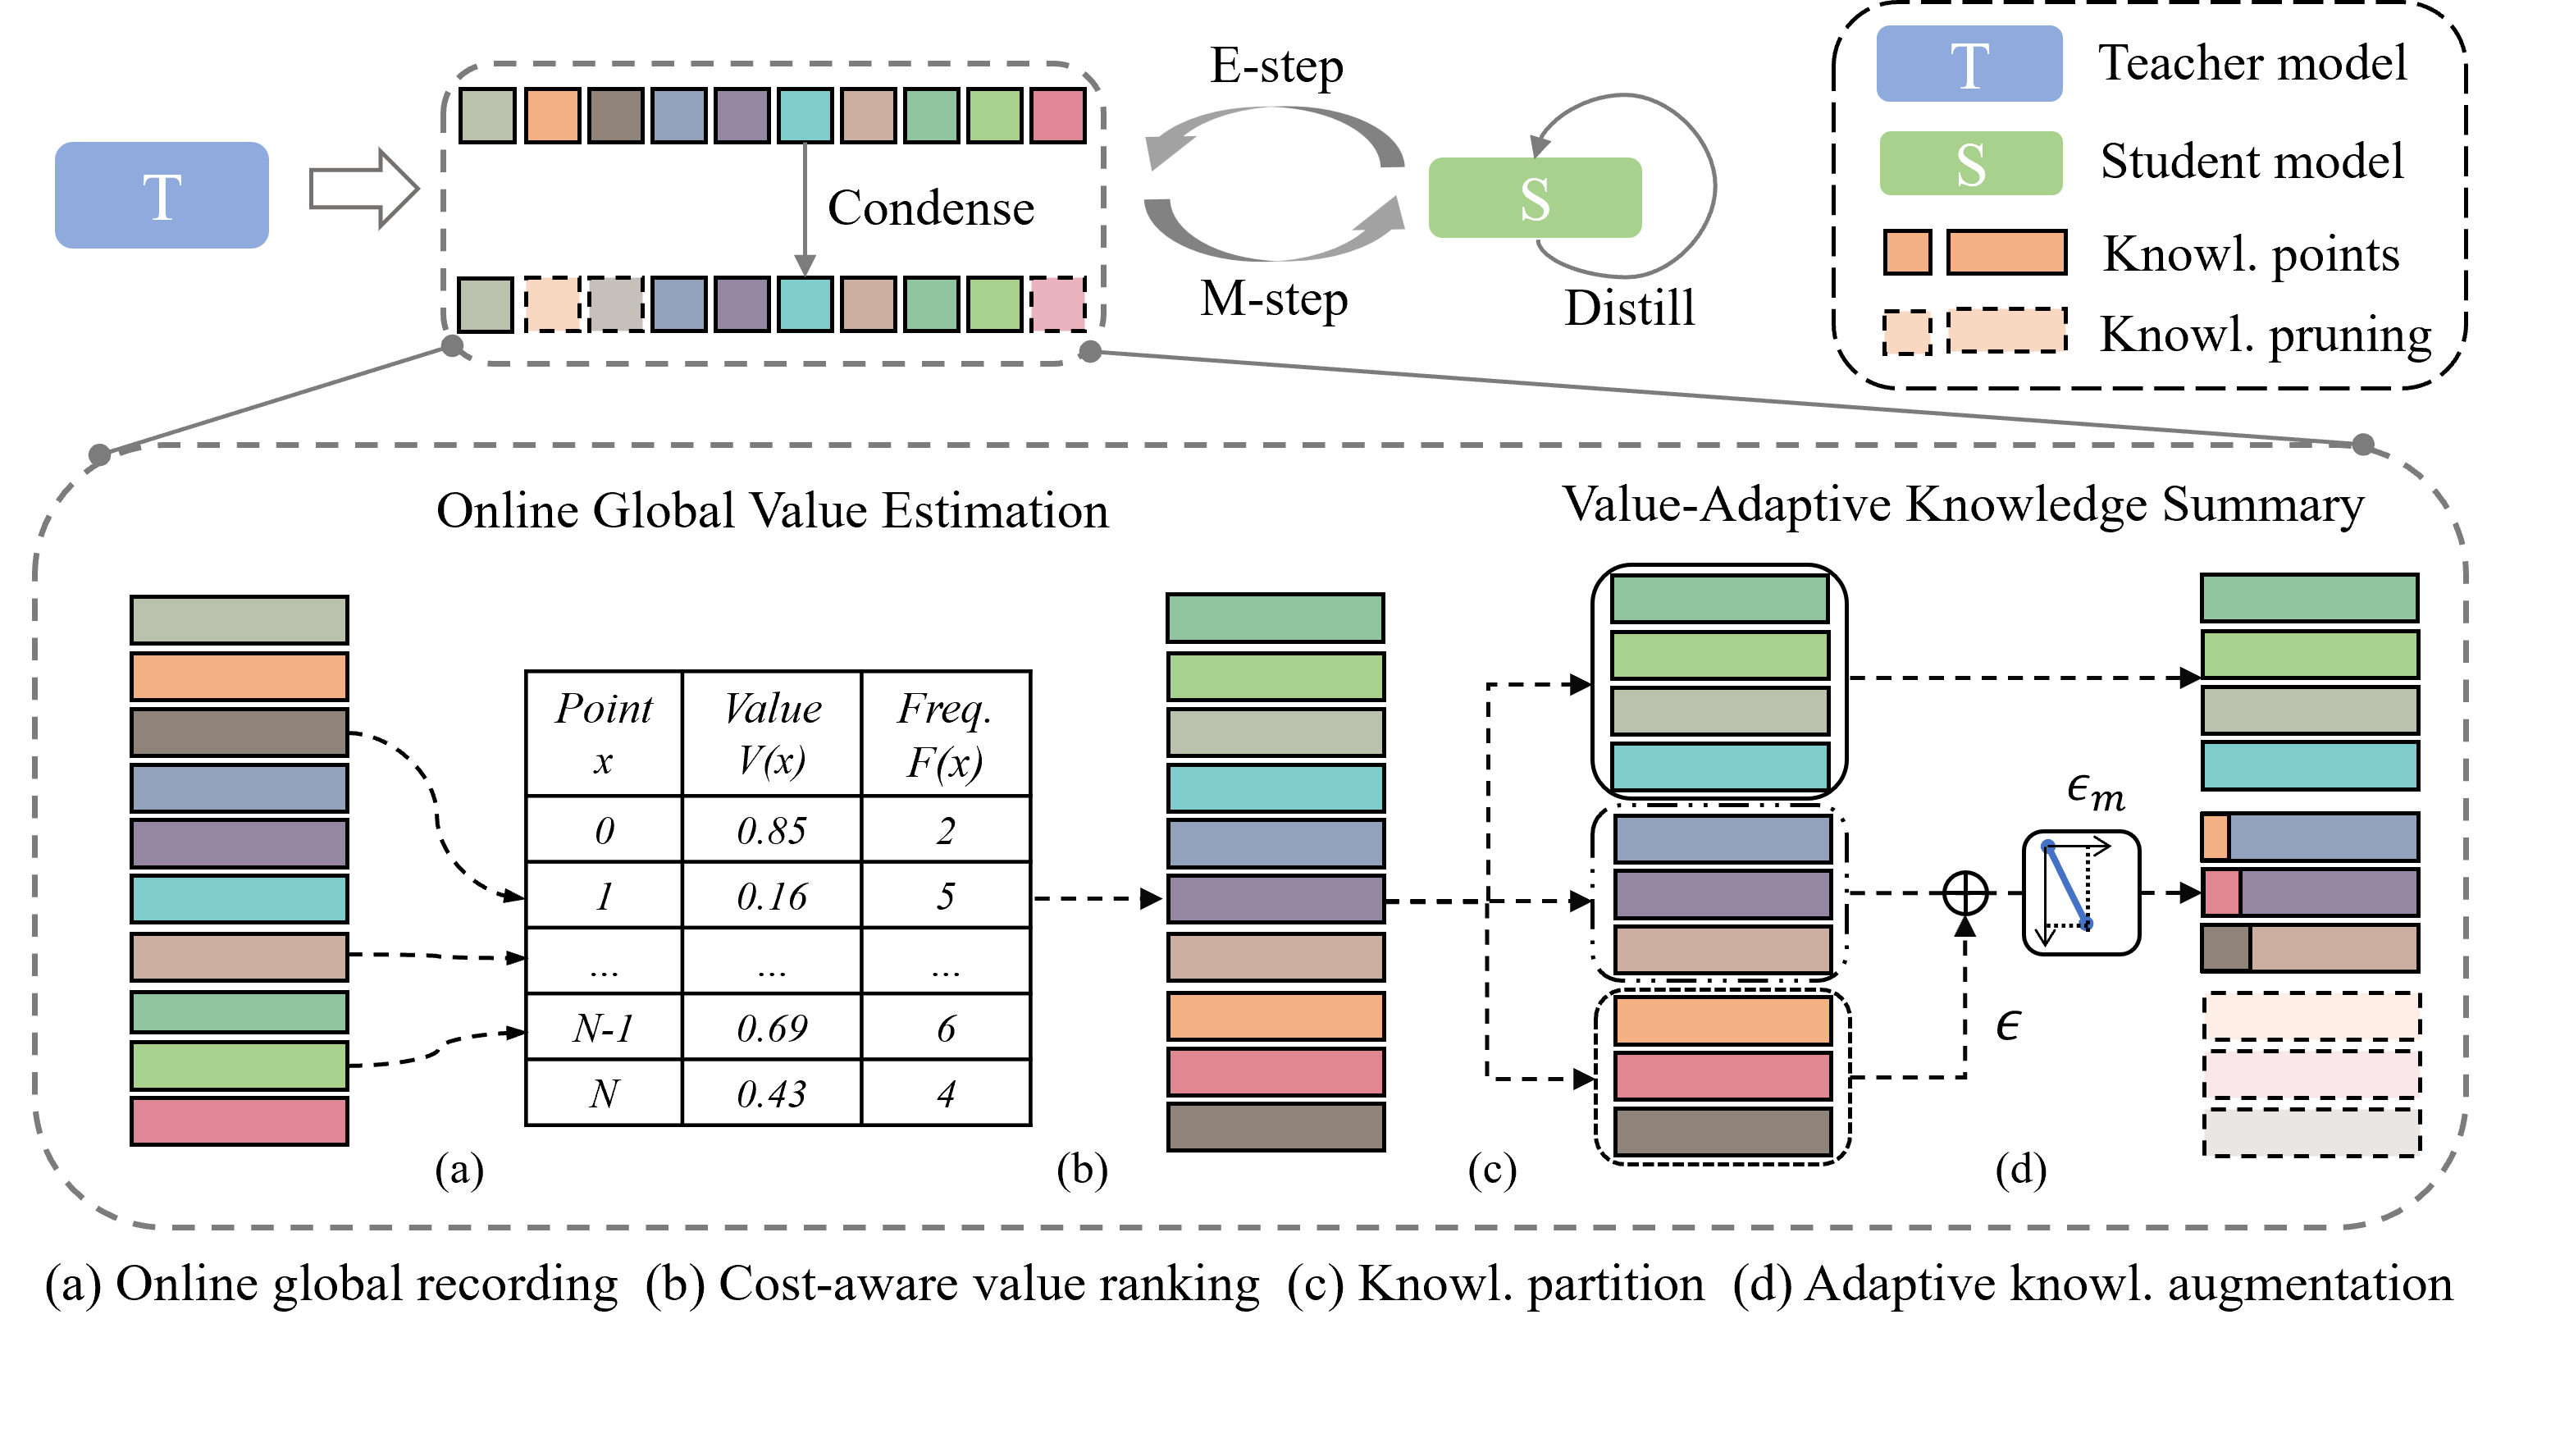 T
Condense
E-step
M-step
S
Distill
T Teacher model
S Student model
Knowl. points
Knowl. pruning
Online Global Value Estimation
Value-Adaptive Knowledge Summary
Point x Value V(x) Freq. F(x)
0 0.85 2
1 0.16 5
... ... ...
N-1 0.69 6
N 0.43 4
ϵm
ϵ
(a)
(b)
(c)
(d)
(a) Online global recording (b) Cost-aware value ranking (c) Knowl. partition (d) Adaptive knowl. augmentation